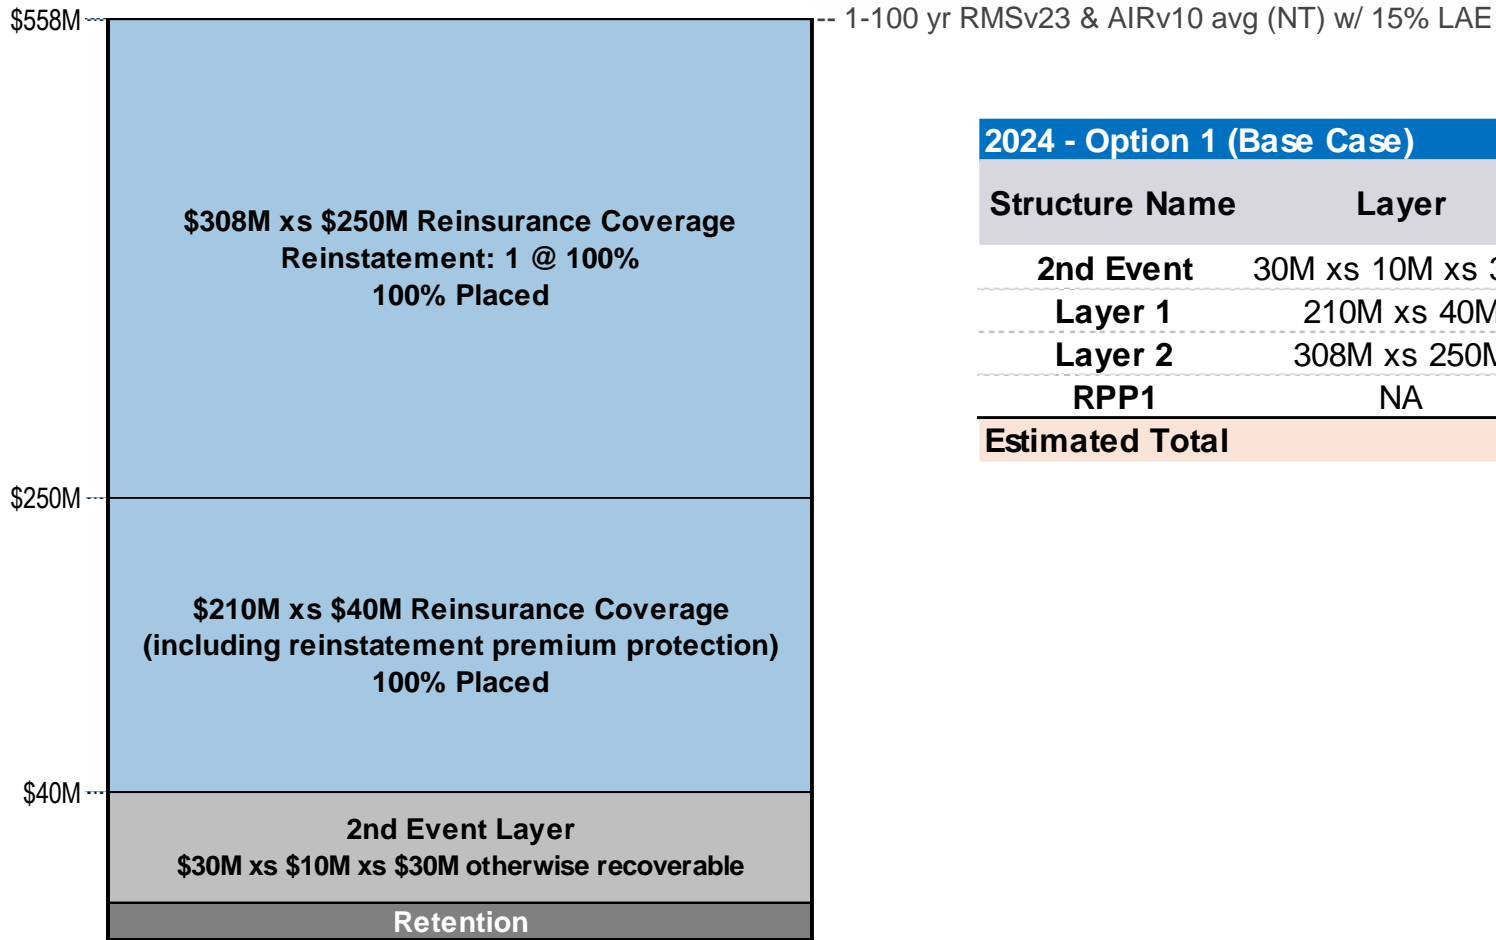 $558M
-- 1-100 yr RMSv23 & AIRv10 avg (NT) w/ 15% LAE
$308M xs $250M Reinsurance Coverage
Reinstatement: 1 @ 100%
100% Placed
$250M
$210M xs $40M Reinsurance Coverage
(including reinstatement premium protection)
100% Placed
$40M
2nd Event Layer
$30M xs $10M xs $30M otherwise recoverable
Retention
2024 - Option 1 (Base Case)
Structure Name Layer
2nd Event 30M xs 10M xs
Layer 1 210M xs 40M
Layer 2 308M xs 250M
RPP1 NA
Estimated Total